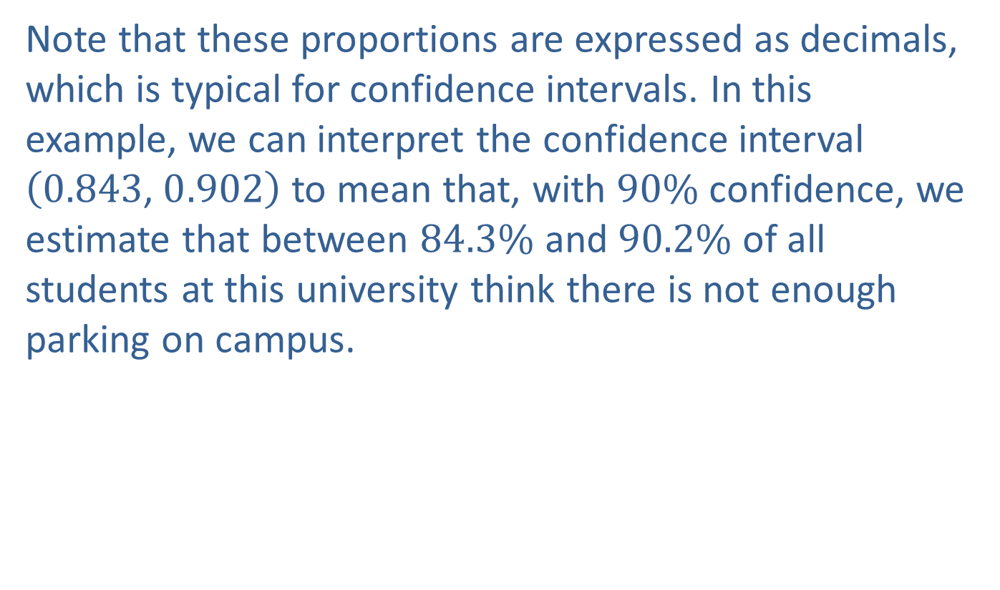 Note that these proportions are expressed as decimals,
which is typical for confidence intervals. In this
example, we can interpret the confidence interval
(0.843, 0.902) to mean that, with 90% confidence, we
estimate that between 84.3% and 90.2% of all
students at this university think there is not enough
parking on campus.